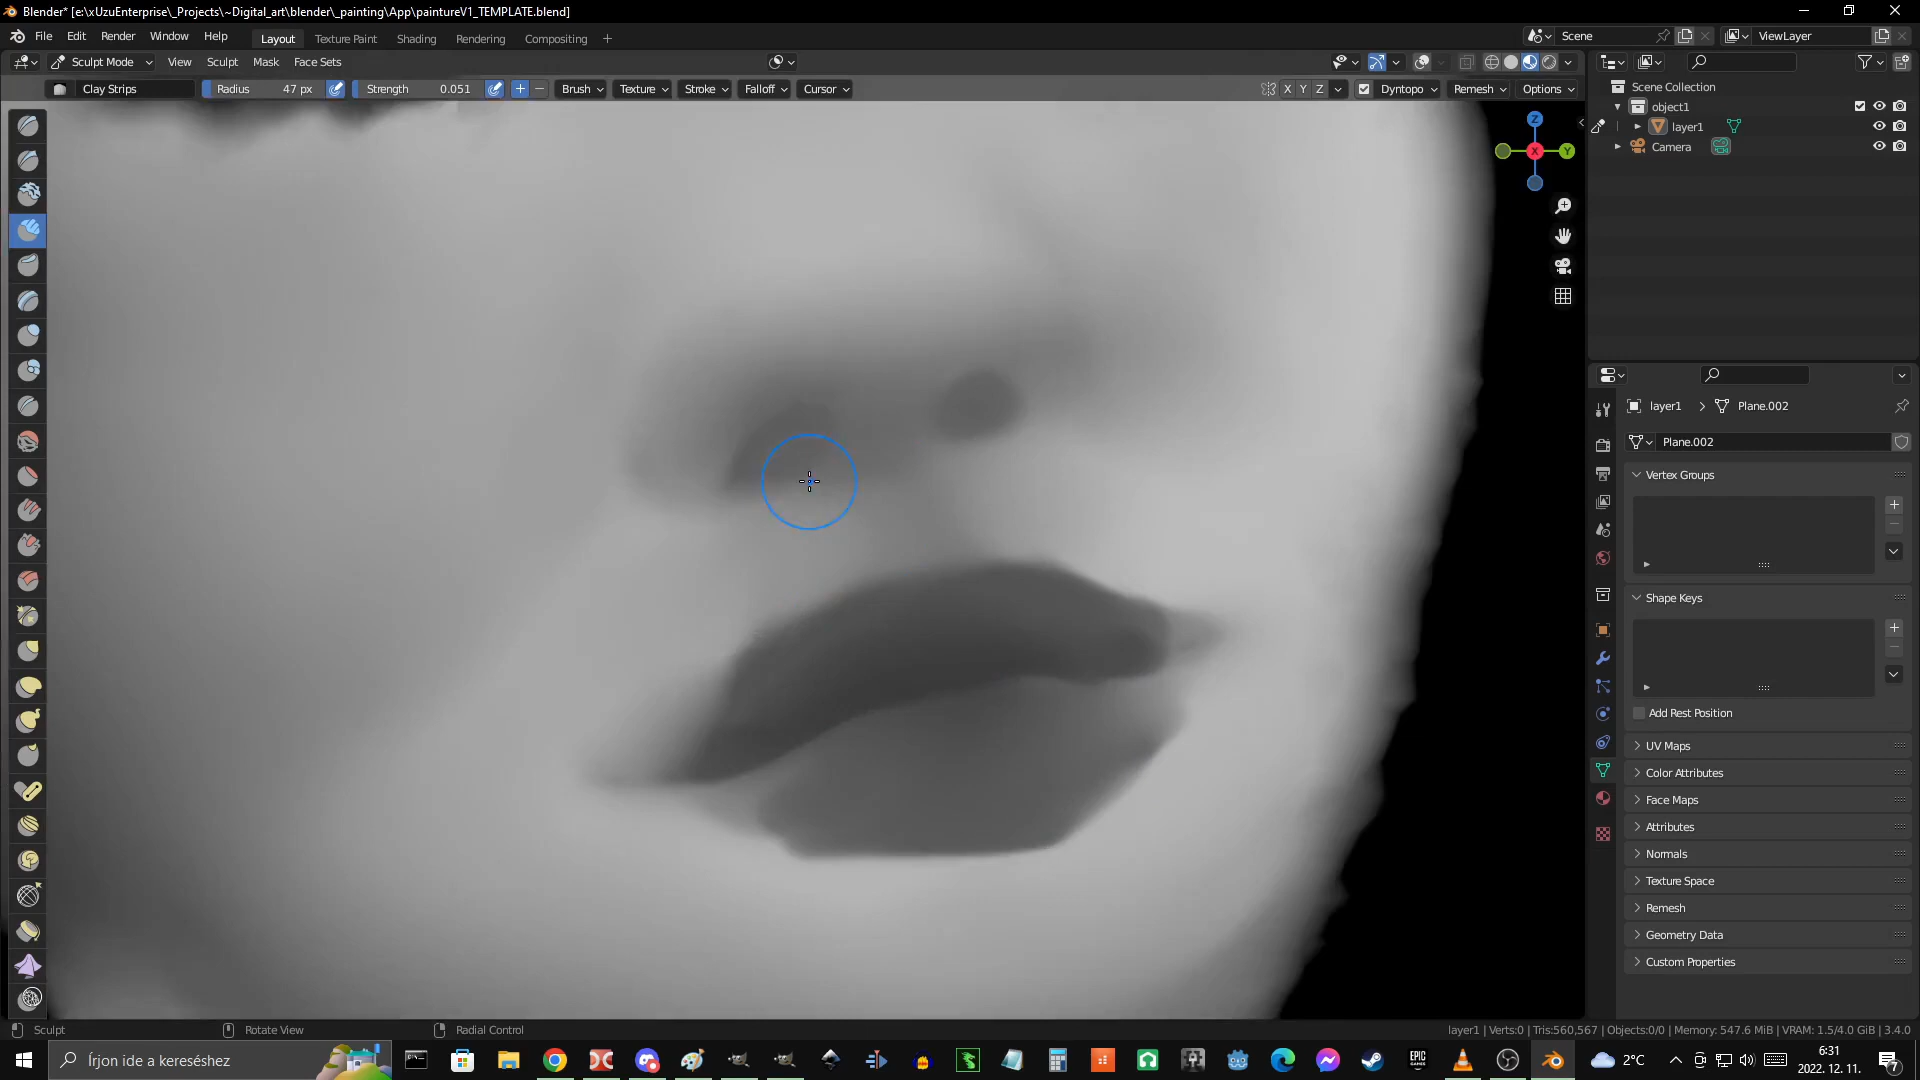 Blender* [e:\xUzuEnterprise\_Projects\~Digital_art\blender\_painting\App\paintureV1_TEMPLATE.blend]
File Edit Render Window Help Layout Texture Paint Shading Rendering Compositing + Scene ViewLayer
Sculpt Mode View Sculpt Mask Face Sets
Clay Strips Radius 47 px Strength 0.051 Brush Texture Stroke Falloff Cursor X Y Z Dyntopo Remesh Options
Scene Collection
object1
layer1
Camera
Z
X
Y
layer1 Plane.002
Plane.002
Vertex Groups
Shape Keys
Add Rest Position
UV Maps
Color Attributes
Face Maps
Attributes
Normals
Texture Space
Remesh
Geometry Data
Custom Properties
Sculpt Rotate View Radial Control layer1 | Verts:0 | Tris:560,567 | Objects:0/0 | Memory: 547.6 MiB | VRAM: 1.5/4.0 GiB | 3.4.0
Írjon ide a kereséshez
EPIC
GAMES
2°C
6:31
2022. 12. 11.
7